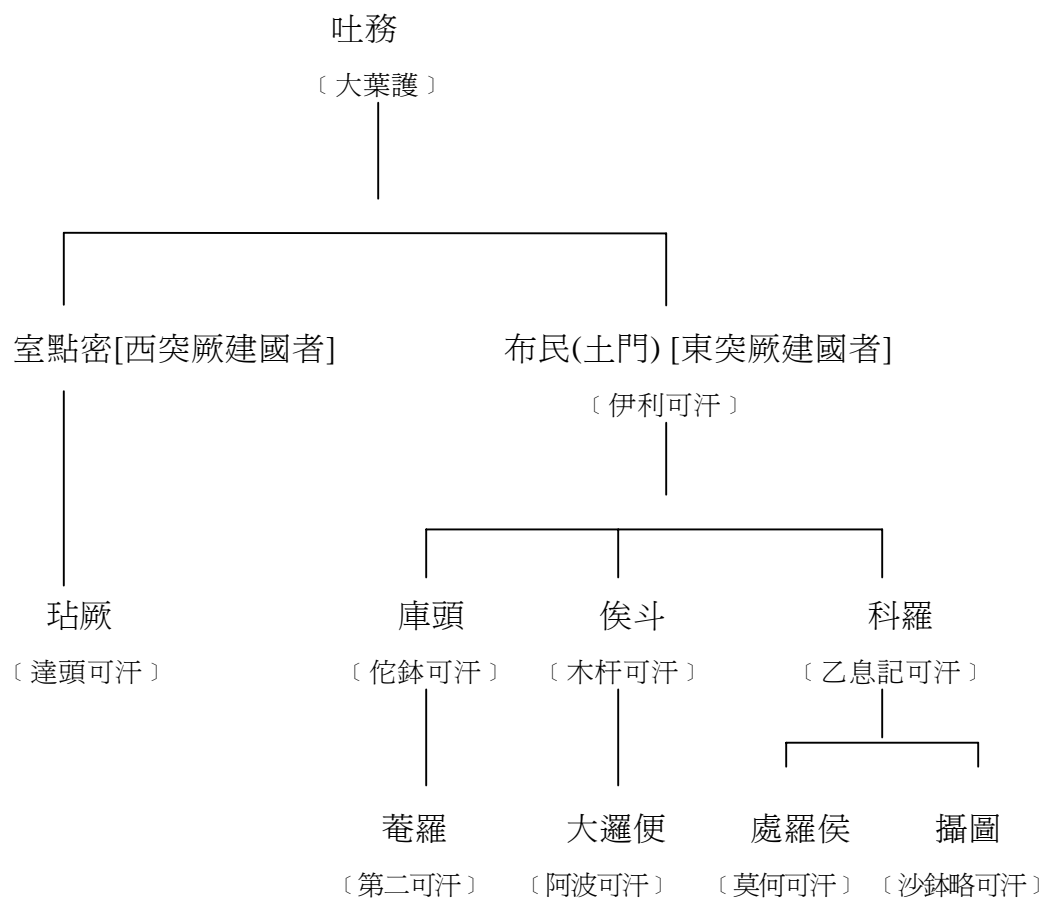 吐務
﹝大葉護﹞
室點密[西突厥建國者] 布民(土門) [東突厥建國者]
﹝伊利可汗﹞
玷厥 庫頭 俟斗 科羅
﹝達頭可汗﹞ ﹝佗鉢可汗﹞ ﹝木杆可汗﹞ ﹝乙息記可汗﹞
菴羅 大邏便 處羅侯 攝圖
﹝第二可汗﹞ ﹝阿波可汗﹞ ﹝莫何可汗﹞ ﹝沙鉢略可汗﹞